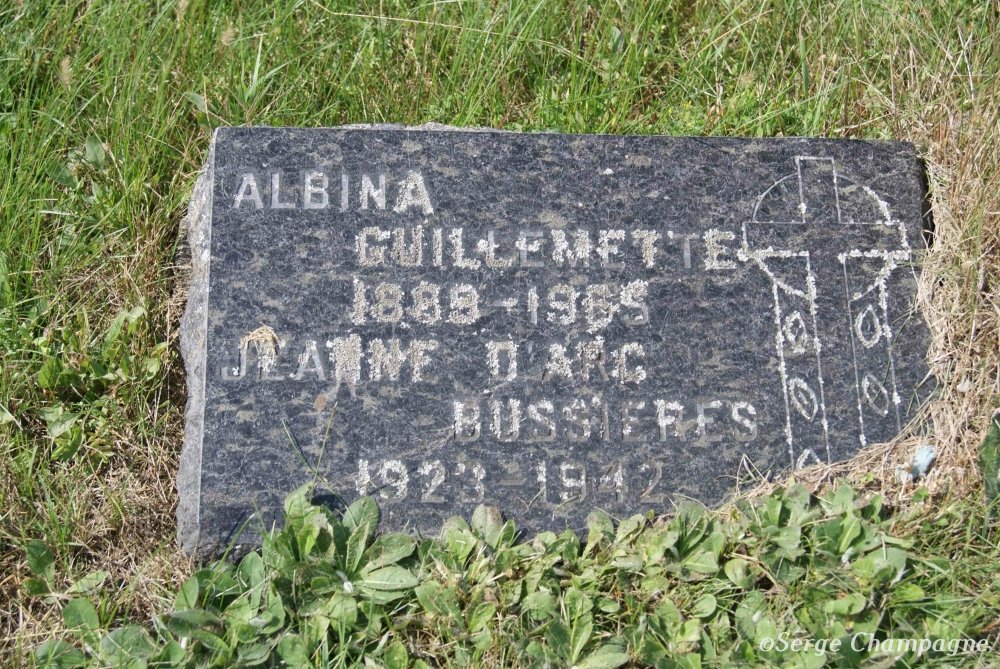 ALBINA
GUILLEMETTE
1889-1965
JEANNE D'ARC
BUSSIERES
1923-1942
©Serge Champagne